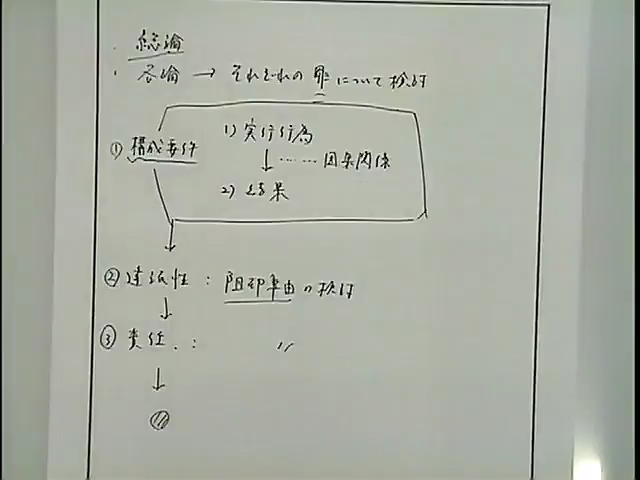 ・ 総論
・ 各論 → それぞれの罪について検討
① 構成要件
1) 実行行為
↓ …… 因果関係
2) 結果
↓
② 違法性 : 阻却事由の検討
↓
③ 責任 : 〃
↓